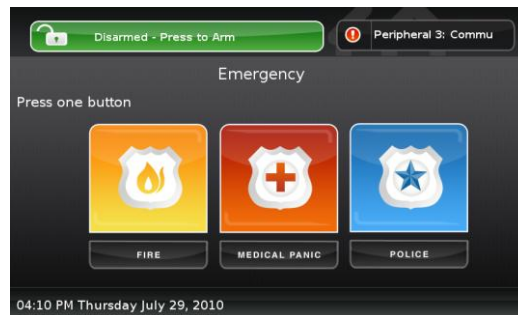 Disarmed - Press to Arm
Peripheral 3: Commu
Emergency
Press one button
FIRE
MEDICAL PANIC
POLICE
04:10 PM Thursday July 29, 2010